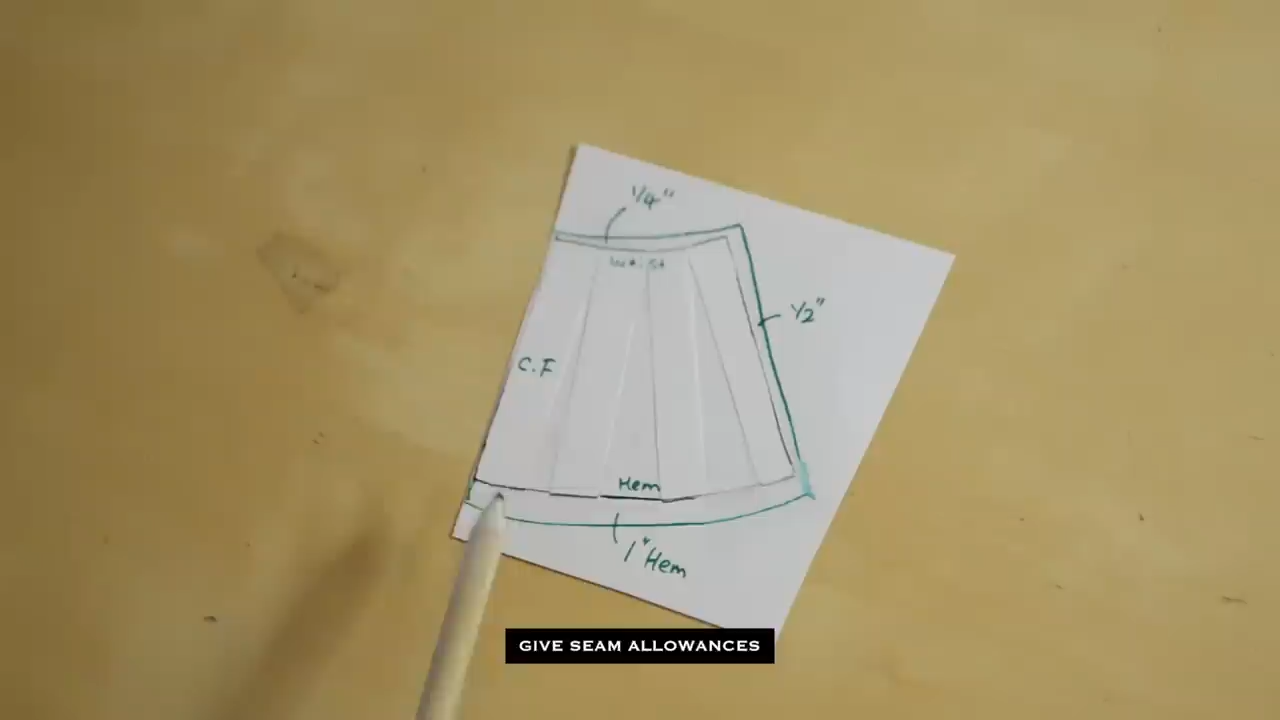 1/4"
1/2"
C.F
Hem
1" Hem
GIVE SEAM ALLOWANCES